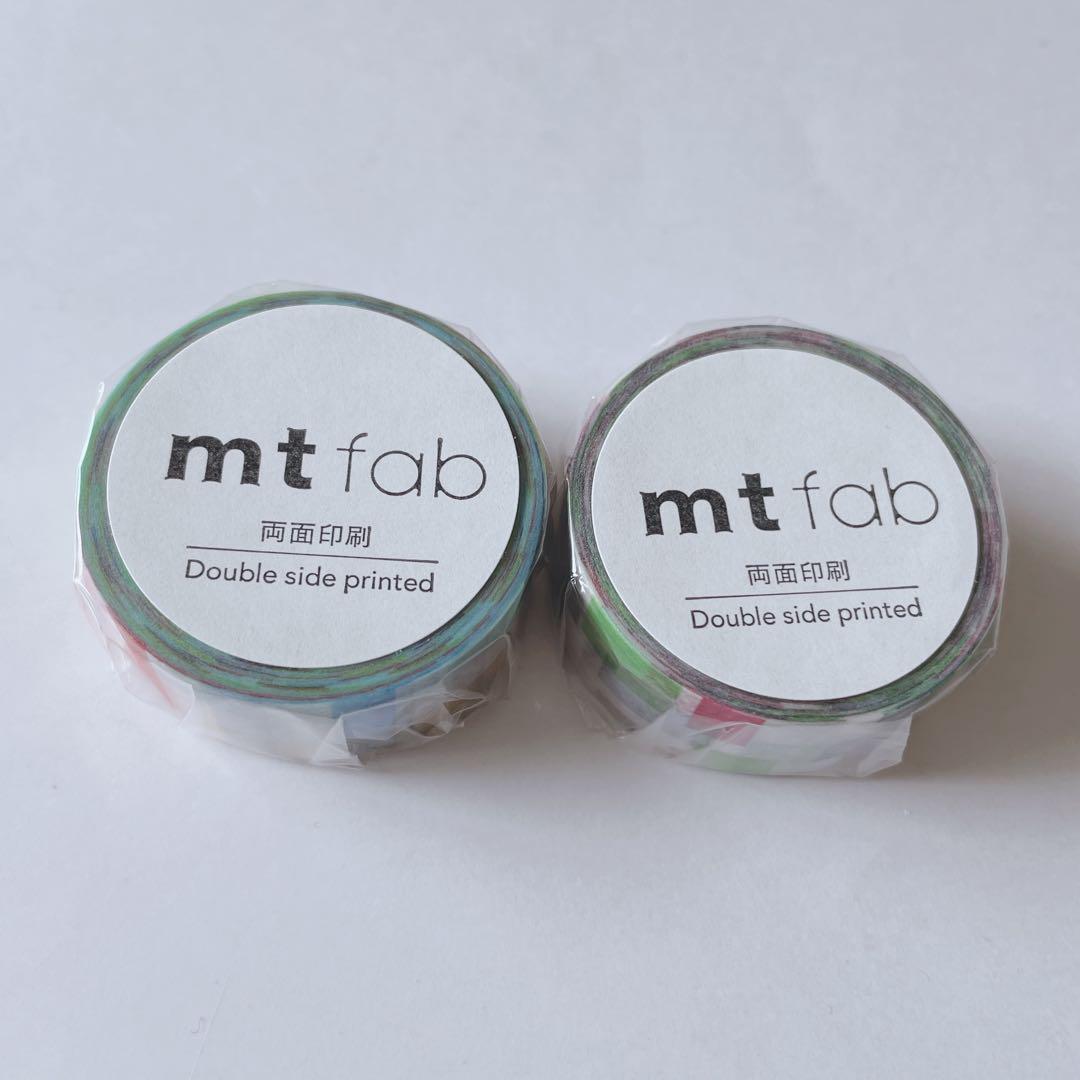 mt fab
両面印刷
Double side printed
mt fab
両面印刷
Double side printed